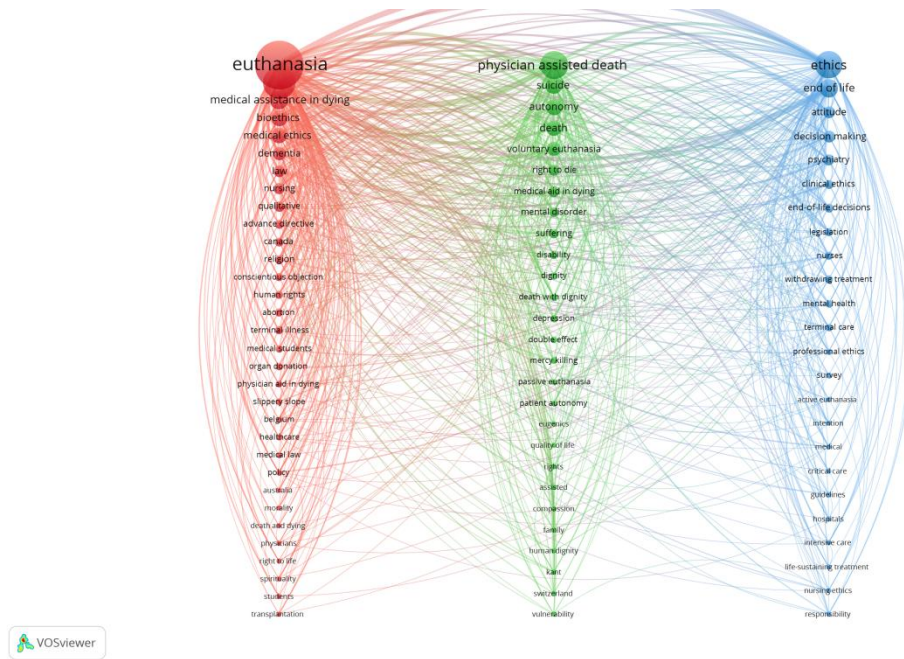 euthanasia
medical assistance in dying
bioethics
medical ethics
dementia
law
nursing
qualitative
advance directive
canada
religion
conscientious objection
human rights
abortion
terminal illness
medical students
organ donation
physician aid in dying
slippery slope
belgium
healthcare
medical law
policy
australia
morality
death and dying
physicians
right to life
spirituality
students
transplantation
physician assisted death
suicide
autonomy
death
voluntary euthanasia
right to die
medical aid in dying
mental disorder
suffering
disability
dignity
death with dignity
depression
double effect
mercy killing
passive euthanasia
patient autonomy
eugenics
quality of life
rights
assisted
compassion
family
human dignity
kant
switzerland
vulnerability
ethics
end of life
attitude
decision making
psychiatry
clinical ethics
end-of-life decisions
legislation
nurses
withdrawing treatment
mental health
terminal care
professional ethics
survey
active euthanasia
intention
medical
critical care
guidelines
hospitals
intensive care
life-sustaining treatment
nursing ethics
responsibility
VOSviewer